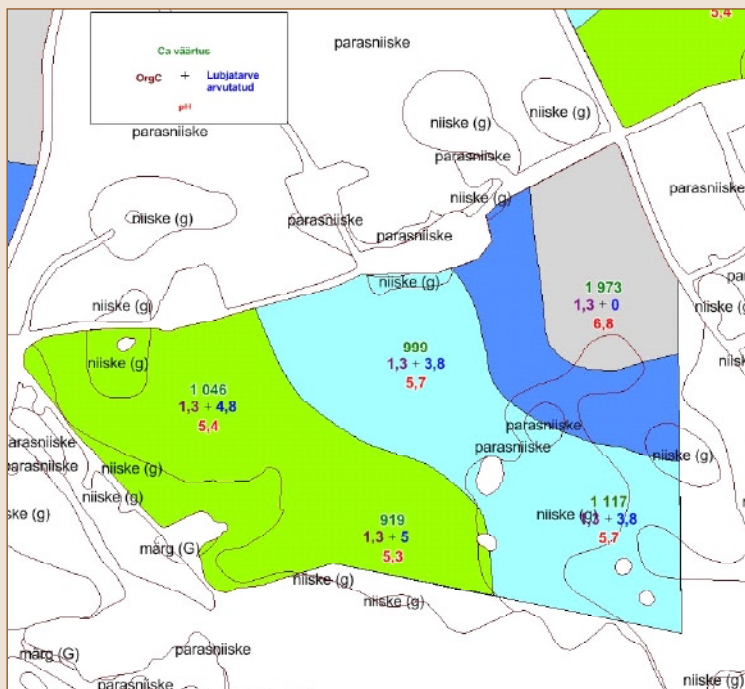 5,4
Ca väärtus
OrgC + Lubjatarve
arvutatud
pH
parasniiske
parasniiske
niiske (g)
niiske (g)
parasniiske
niiske (g)
parasniiske
niiske (g)
parasniiske
parasniiske
niiske (g)
1 973
1,3 + 0
6,8
niiske (g)
niiske (g)
999
1,3 + 3,8
5,7
niiske (g)
1 046
1,3 + 4,8
5,4
parasniiske
parasniiske
niiske (g)
parasniiske
parasniiske
niiske (g)
niiske (g)
1 117
niiske (g)
1,3 + 3,8
5,7
919
1,3 + 5
5,3
märg (G)
niiske (g)
niiske (g)
märg (G)
parasniiske
parasniiske
niiske (g)